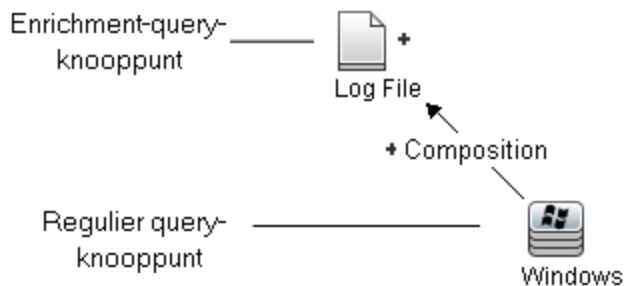 Enrichment-query-
knooppunt
Log File
Composition
Regulier query-
knooppunt
Windows